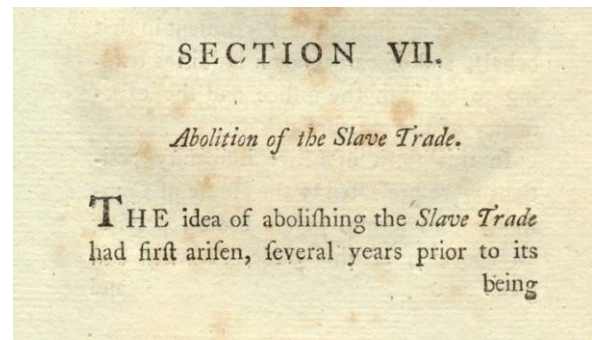 SECTION VII.
Abolition of the Slave Trade.
THE idea of aboliſhing the Slave Trade
had firſt ariſen, ſeveral years prior to its
being